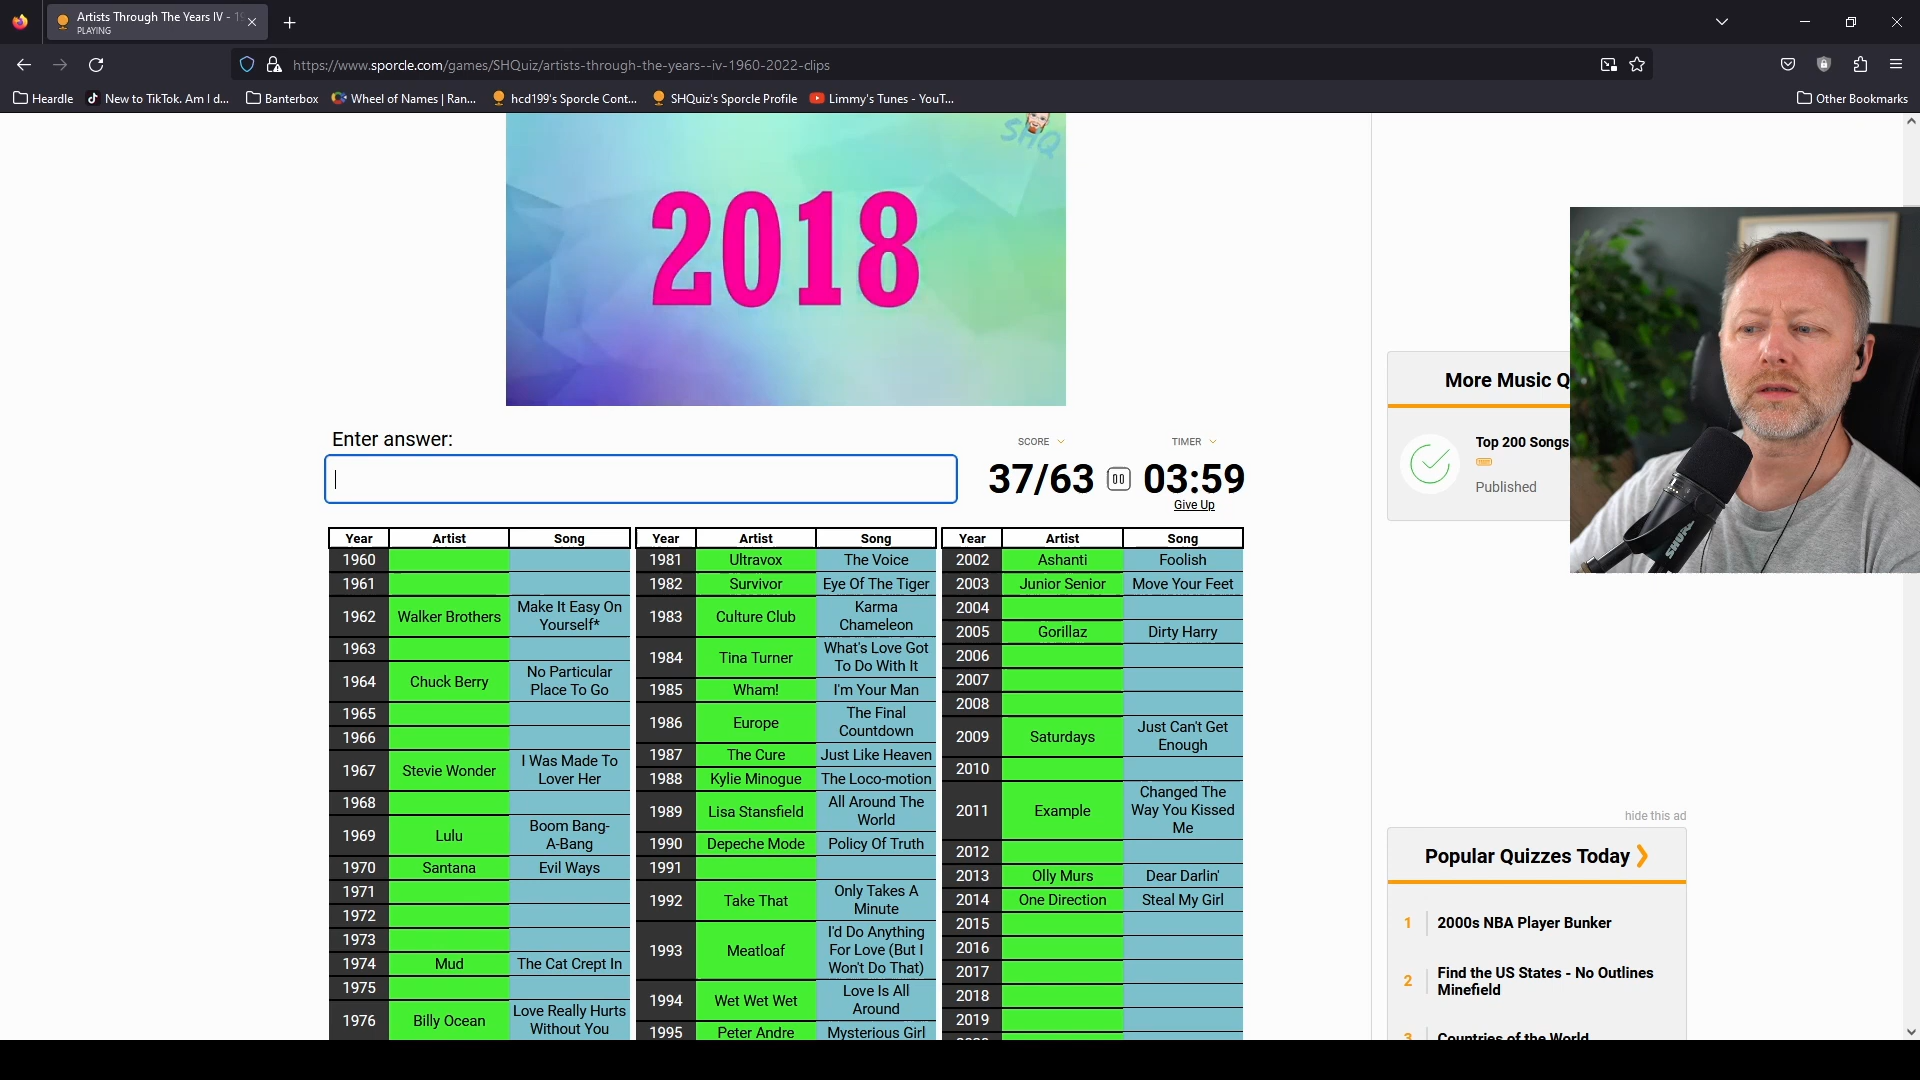 Artists Through The Years IV - 19
PLAYING
https://www.sporcle.com/games/SHQuiz/artists-through-the-years--iv-1960-2022-clips
Heardle
New to TikTok. Am I d...
Banterbox
Wheel of Names | Ran...
hcd199's Sporcle Cont...
SHQuiz's Sporcle Profile
Limmy's Tunes - YouT...
Other Bookmarks
SHQ
2018
Enter answer:
SCORE
TIMER
37/63
03:59
Give Up
Year Artist Song
1960
1961
1962 Walker Brothers Make It Easy On
Yourself*
1963
1964 Chuck Berry No Particular
Place To Go
1965
1966
1967 Stevie Wonder I Was Made To
Lover Her
1968
1969 Lulu Boom Bang-
A-Bang
1970 Santana Evil Ways
1971
1972
1973
1974 Mud The Cat Crept In
1975
1976 Billy Ocean Love Really Hurts
Without You
Year Artist Song
1981 Ultravox The Voice
1982 Survivor Eye Of The Tiger
1983 Culture Club Karma
Chameleon
1984 Tina Turner What's Love Got
To Do With It
1985 Wham! I'm Your Man
1986 Europe The Final
Countdown
1987 The Cure Just Like Heaven
1988 Kylie Minogue The Loco-motion
1989 Lisa Stansfield All Around The
World
1990 Depeche Mode Policy Of Truth
1991
1992 Take That Only Takes A
Minute
1993 Meatloaf I'd Do Anything
For Love (But I
Won't Do That)
1994 Wet Wet Wet Love Is All
Around
1995 Peter Andre Mysterious Girl
Year Artist Song
2002 Ashanti Foolish
2003 Junior Senior Move Your Feet
2004
2005 Gorillaz Dirty Harry
2006
2007
2008
2009 Saturdays Just Can't Get
Enough
2010
2011 Example Changed The
Way You Kissed
Me
2012
2013 Olly Murs Dear Darlin'
2014 One Direction Steal My Girl
2015
2016
2017
2018
2019
More Music Q
Top 200 Songs
Published
SHURE
hide this ad
Popular Quizzes Today
1 2000s NBA Player Bunker
2 Find the US States - No Outlines
Minefield
3 Countries of the World